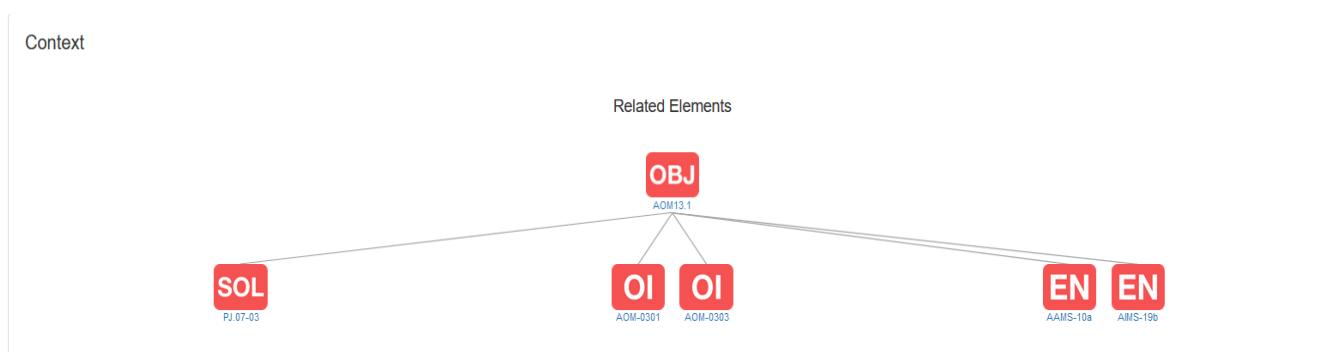 Context
Related Elements
OBJ
AOM13.1
SOL OI OI EN EN
PJ.07-03 AOM-0301 AOM-0303 AAMS-10a AIMS-19b